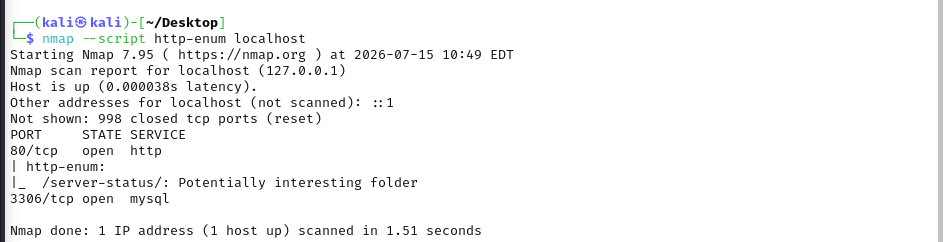 ┌──(kali㉿kali)-[~/Desktop]
└─$ nmap --script http-enum localhost
Starting Nmap 7.95 ( https://nmap.org ) at 2026-07-15 10:49 EDT
Nmap scan report for localhost (127.0.0.1)
Host is up (0.000038s latency).
Other addresses for localhost (not scanned): ::1
Not shown: 998 closed tcp ports (reset)
PORT     STATE SERVICE
80/tcp   open  http
| http-enum:
|_  /server-status/: Potentially interesting folder
3306/tcp open  mysql

Nmap done: 1 IP address (1 host up) scanned in 1.51 seconds